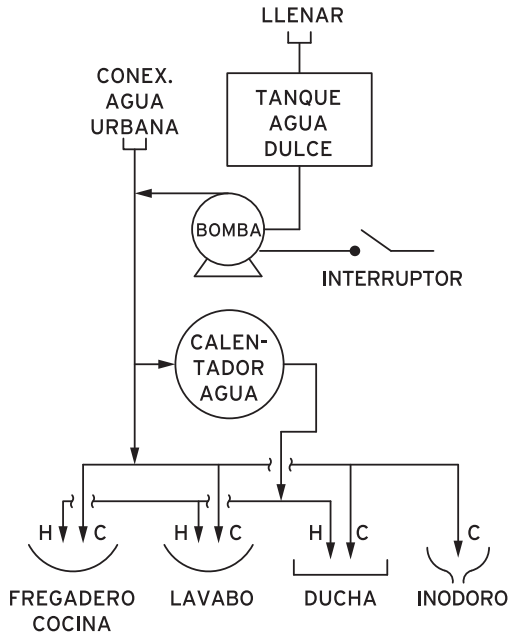 LLENAR
CONEX.
AGUA
URBANA
TANQUE
AGUA
DULCE
BOMBA
INTERRUPTOR
CALEN-
TADOR
AGUA
H C H C H C C
FREGADERO
COCINA
LAVABO
DUCHA
INODORO